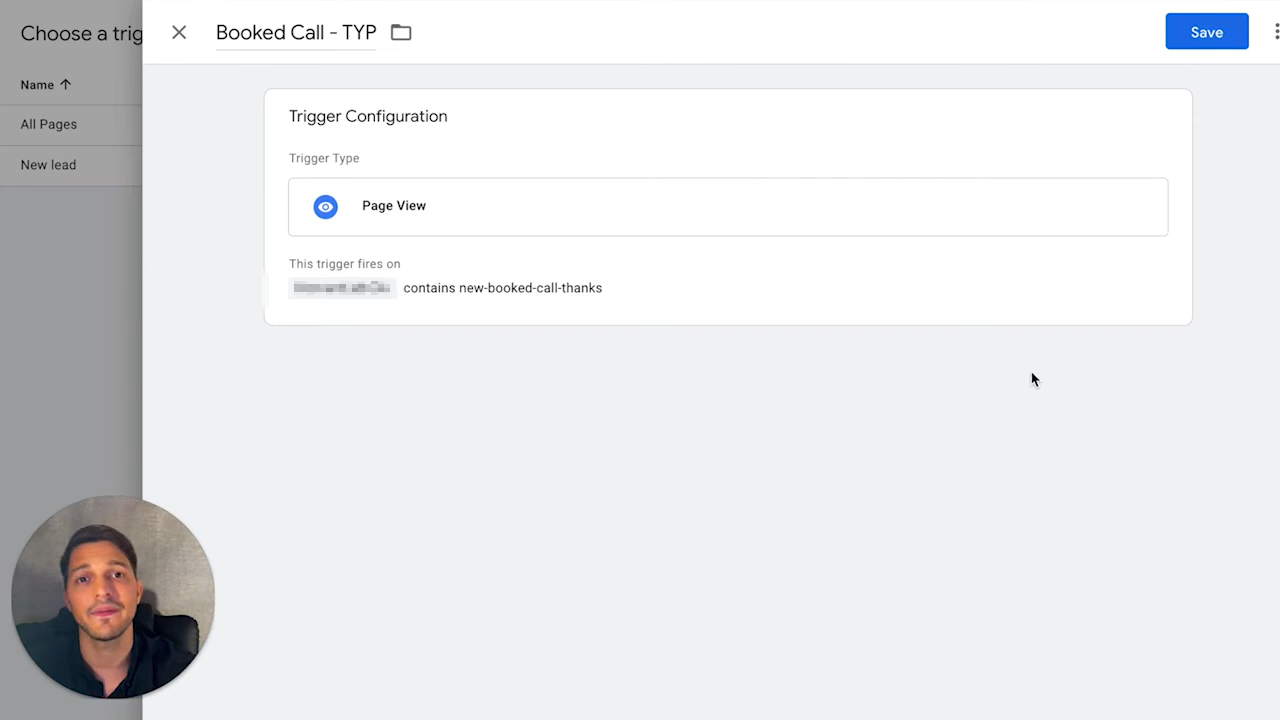 Choose a trig
Name
All Pages
New lead
Booked Call - TYP
Save
Trigger Configuration
Trigger Type
Page View
This trigger fires on
contains new-booked-call-thanks